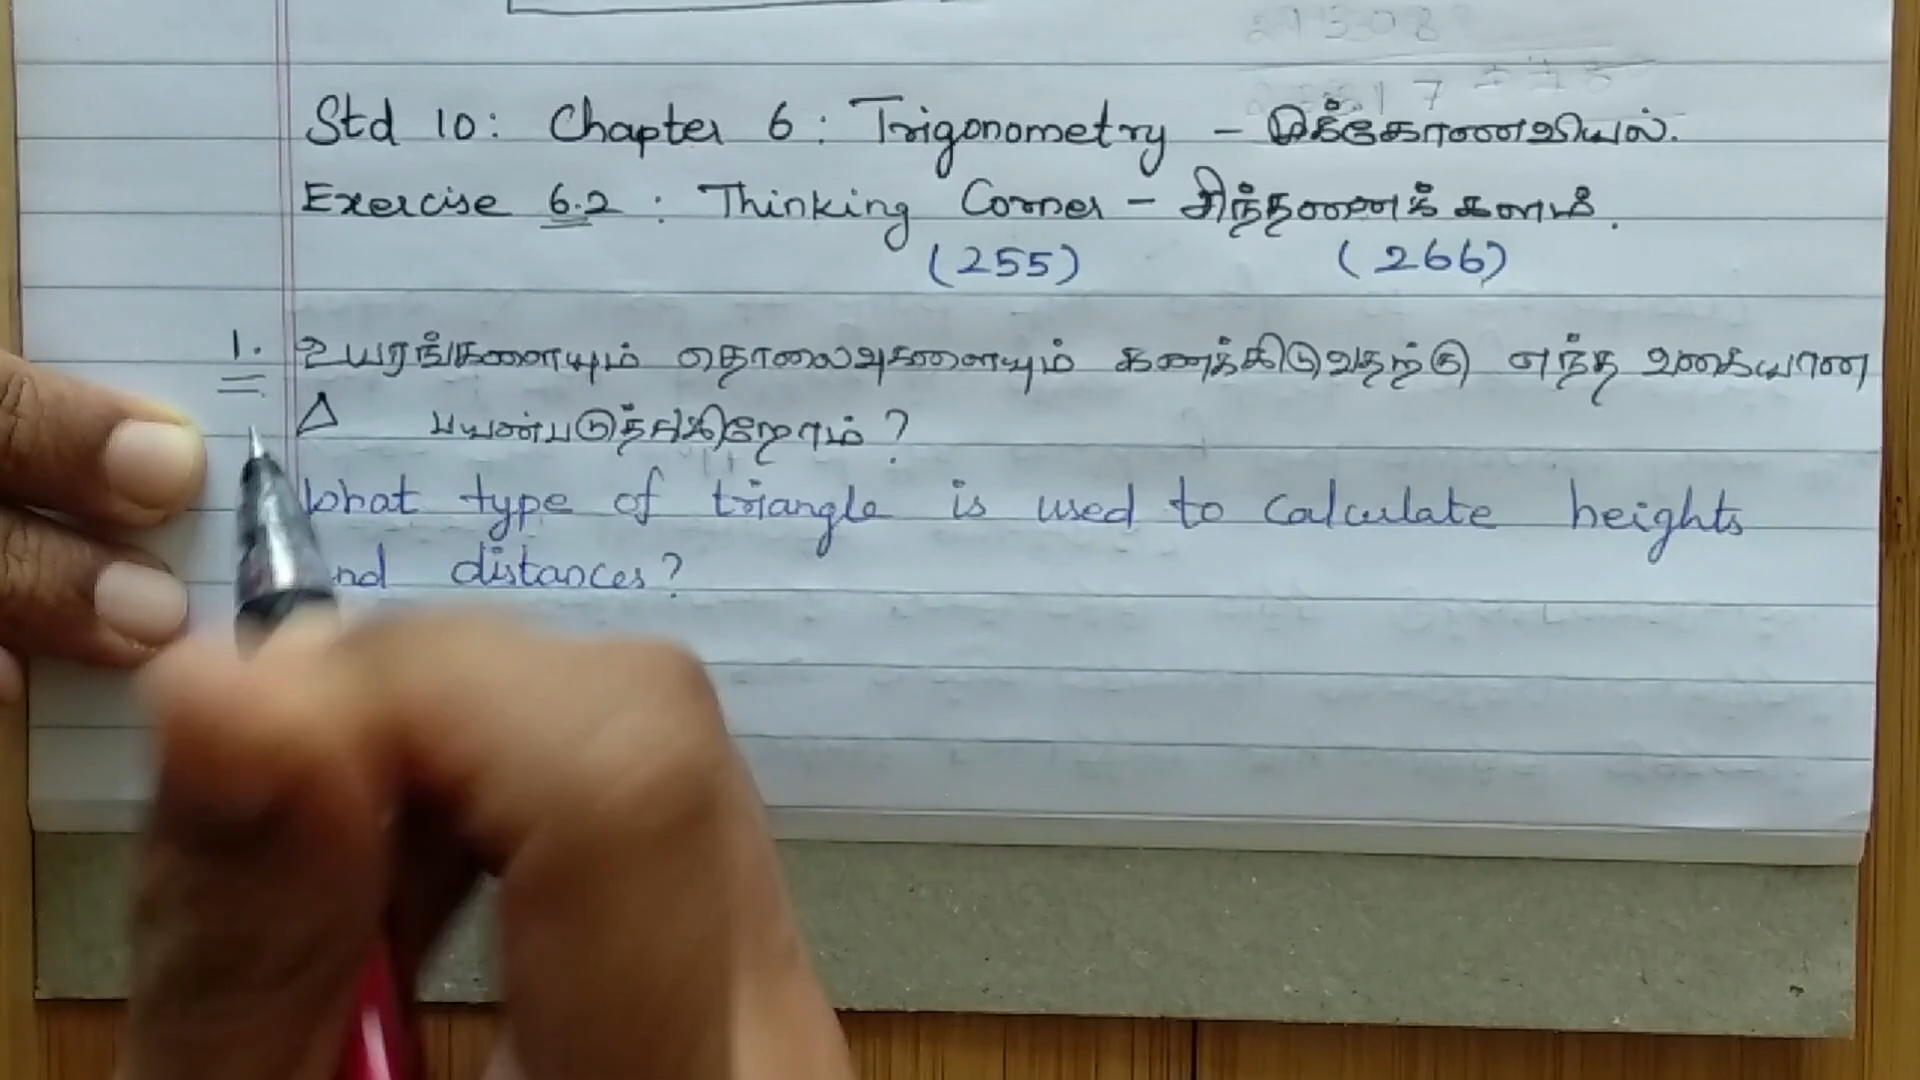 Std 10: Chapter 6: Trigonometry - முக்கோணவியல்.
Exercise 6.2: Thinking Corner - சிந்தனைக் களம்.
(255) (266)
1. உயரங்களையும் தொலைவுகளையும் கணக்கிடுவதற்கு எந்த வகையான
△ பயன்படுத்துகிறோம்?
What type of triangle is used to calculate heights
nd distances?